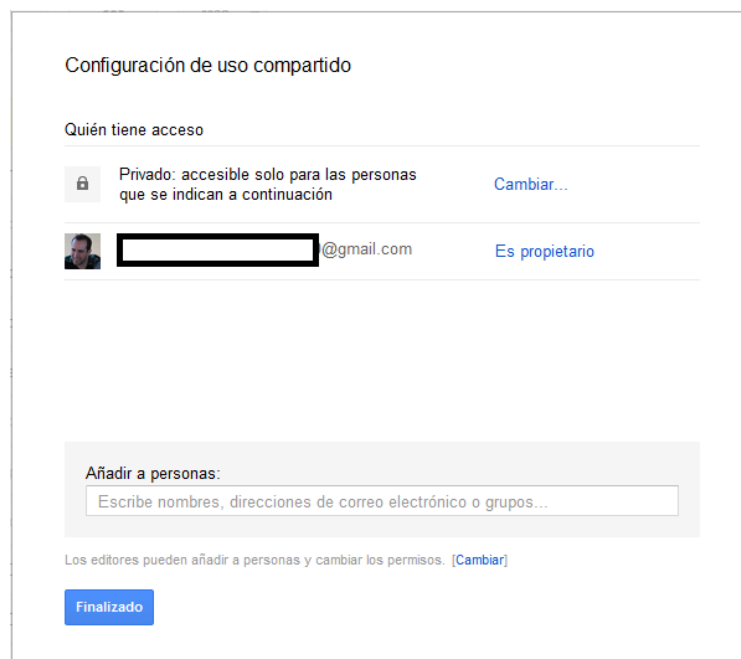 Configuración de uso compartido
Quién tiene acceso
Privado: accesible solo para las personas
que se indican a continuación
Cambiar...
@gmail.com
Es propietario
Añadir a personas:
Escribe nombres, direcciones de correo electrónico o grupos...
Los editores pueden añadir a personas y cambiar los permisos. [Cambiar]
Finalizado